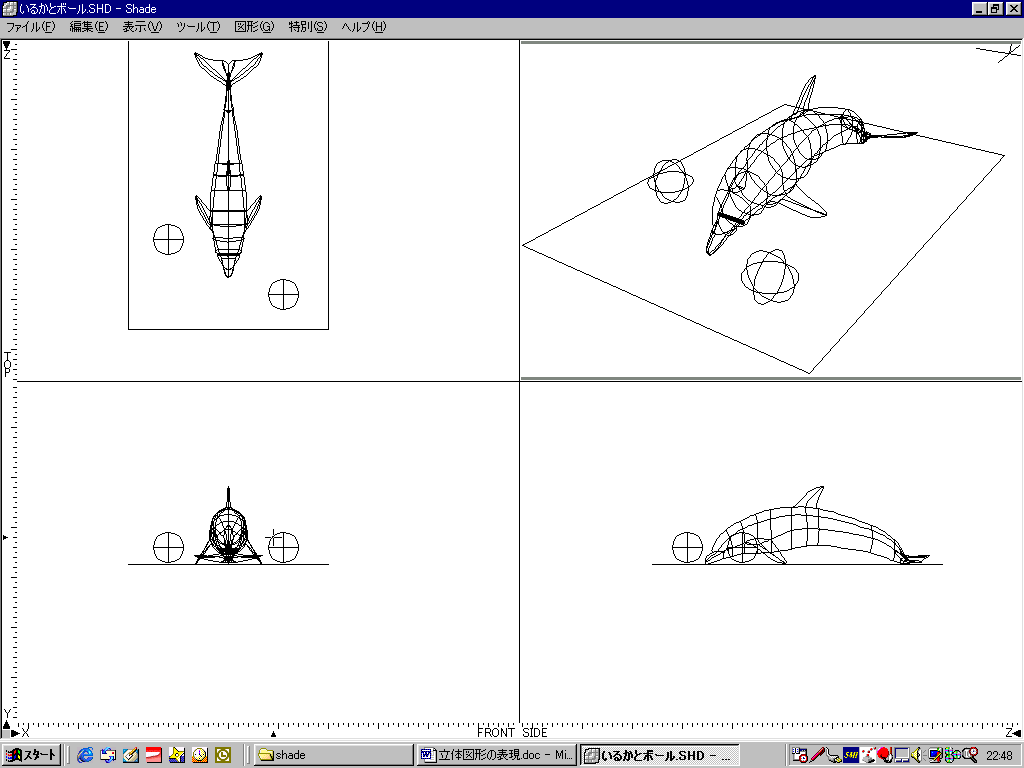 いるかとボール.SHD - Shade
ファイル(F) 編集(E) 表示(V) ツール(T) 図形(G) 特別(S) ヘルプ(H)
Z
TOP
Y
X FRONT SIDE Z
スタート shade 立体図形の表現.doc - Mi... いるかとボール.SHD - ... 22:48